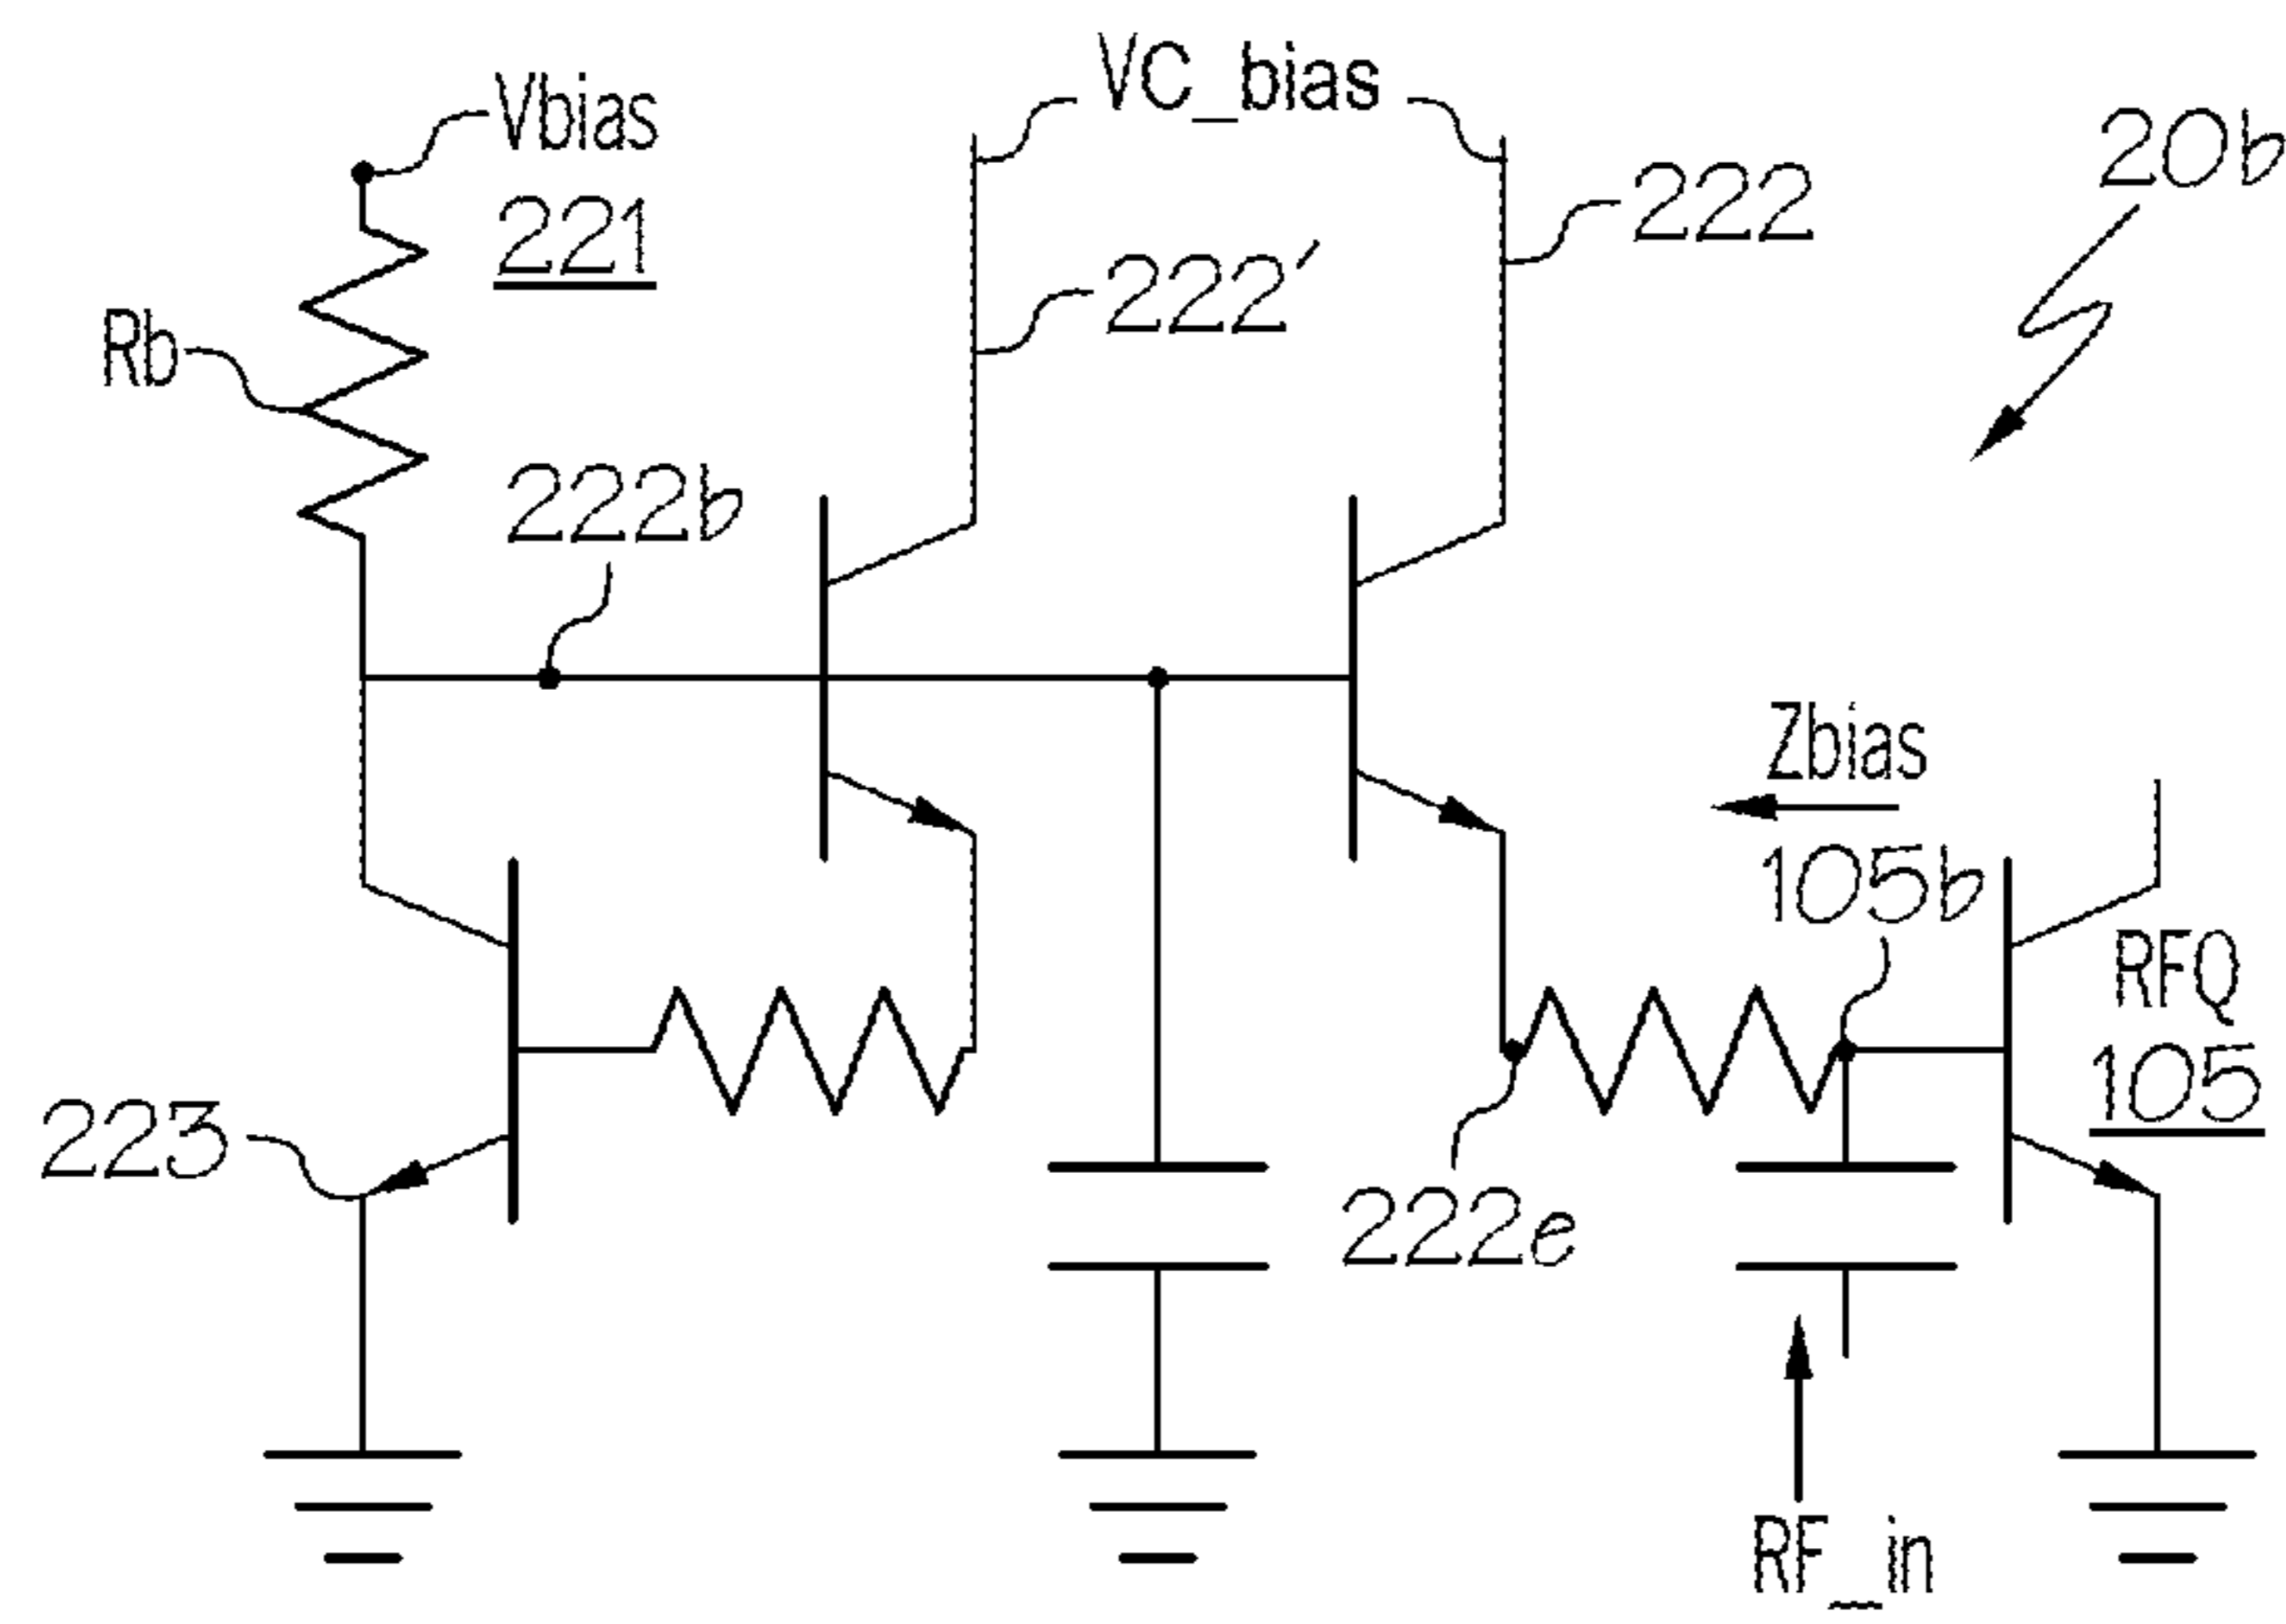 VC_bias
Vbias
221
20b
222
222'
Rb
222b
Zbias
105b
RFQ
105
223
222e
RF_in